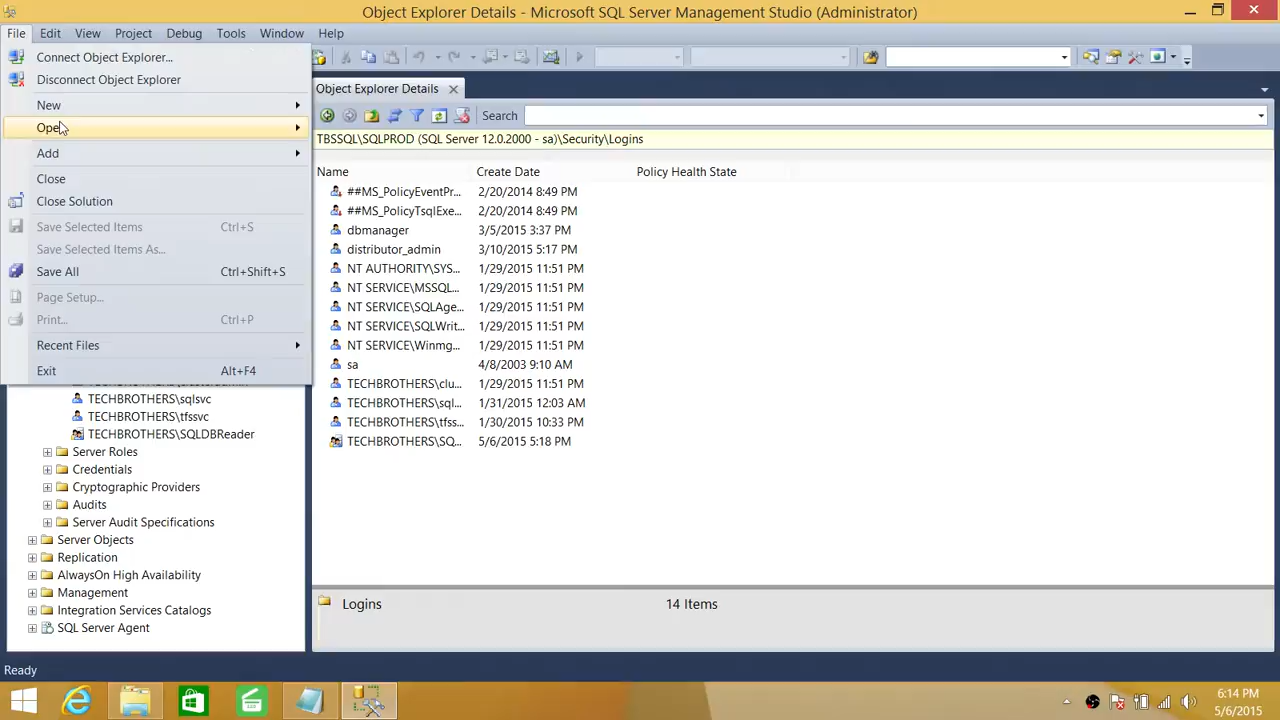 Object Explorer Details - Microsoft SQL Server Management Studio (Administrator)
File Edit View Project Debug Tools Window Help
Connect Object Explorer...
Disconnect Object Explorer
New
Open
Add
Close
Close Solution
Save Selected Items Ctrl+S
Save Selected Items As...
Save All Ctrl+Shift+S
Page Setup...
Print... Ctrl+P
Recent Files
Exit Alt+F4
TECHBROTHERS\sqlsvc
TECHBROTHERS\tfssvc
TECHBROTHERS\SQLDBReader
Server Roles
Credentials
Cryptographic Providers
Audits
Server Audit Specifications
Server Objects
Replication
AlwaysOn High Availability
Management
Integration Services Catalogs
SQL Server Agent
Object Explorer Details
Search
TBSSQL\SQLPROD (SQL Server 12.0.2000 - sa)\Security\Logins
Name Create Date Policy Health State
##MS_PolicyEventPr... 2/20/2014 8:49 PM
##MS_PolicyTsqlExe... 2/20/2014 8:49 PM
dbmanager 3/5/2015 3:37 PM
distributor_admin 3/10/2015 5:17 PM
NT AUTHORITY\SYS... 1/29/2015 11:51 PM
NT SERVICE\MSSQL... 1/29/2015 11:51 PM
NT SERVICE\SQLAge... 1/29/2015 11:51 PM
NT SERVICE\SQLWrit... 1/29/2015 11:51 PM
NT SERVICE\Winmg... 1/29/2015 11:51 PM
sa 4/8/2003 9:10 AM
TECHBROTHERS\clu... 1/29/2015 11:51 PM
TECHBROTHERS\sql... 1/31/2015 12:03 AM
TECHBROTHERS\tfss... 1/30/2015 10:33 PM
TECHBROTHERS\SQ... 5/6/2015 5:18 PM
Logins 14 Items
Ready
6:14 PM
5/6/2015